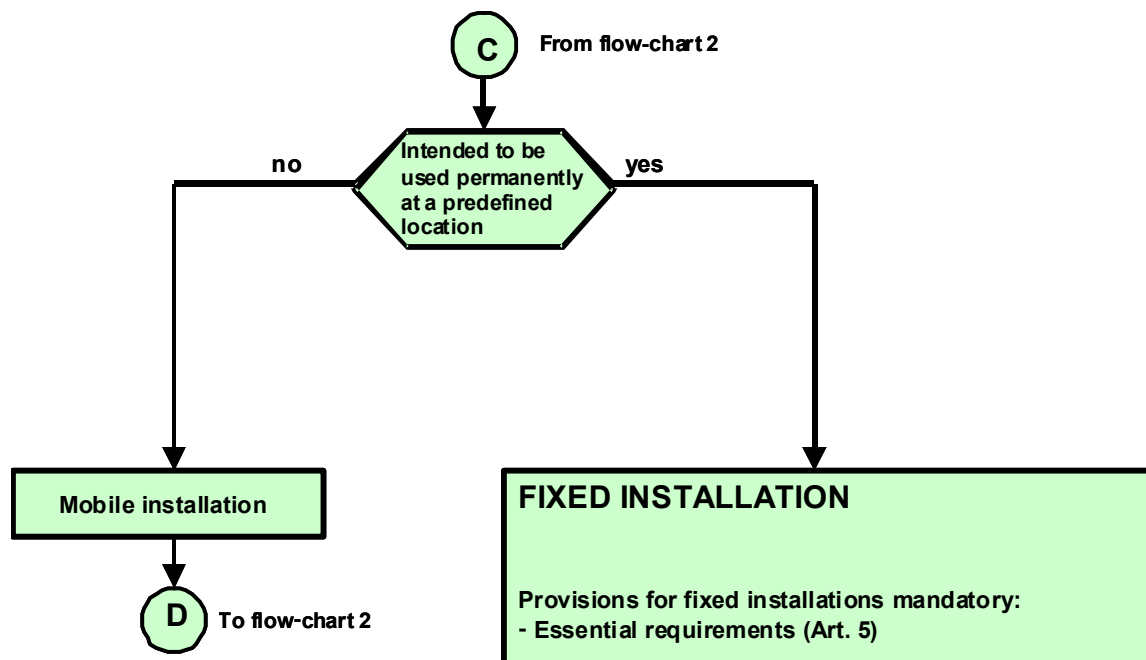 C
From flow-chart 2
Intended to be
used permanently
at a predefined
location
no
yes
Mobile installation
D
To flow-chart 2
FIXED INSTALLATION
Provisions for fixed installations mandatory:
- Essential requirements (Art. 5)